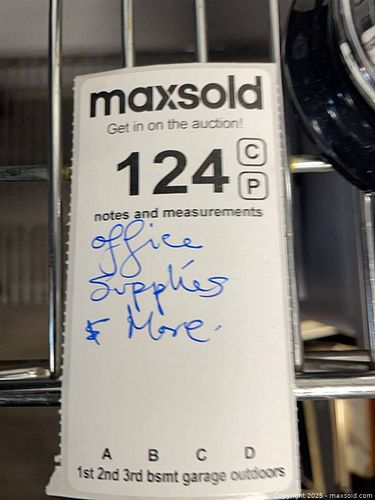 maxsold
Get in on the auction!
124
C
P
notes and measurements
office
supplies
& More.
A B C D
1st 2nd 3rd bsmt garage outdoors
Copyright 2025 - maxsold.com